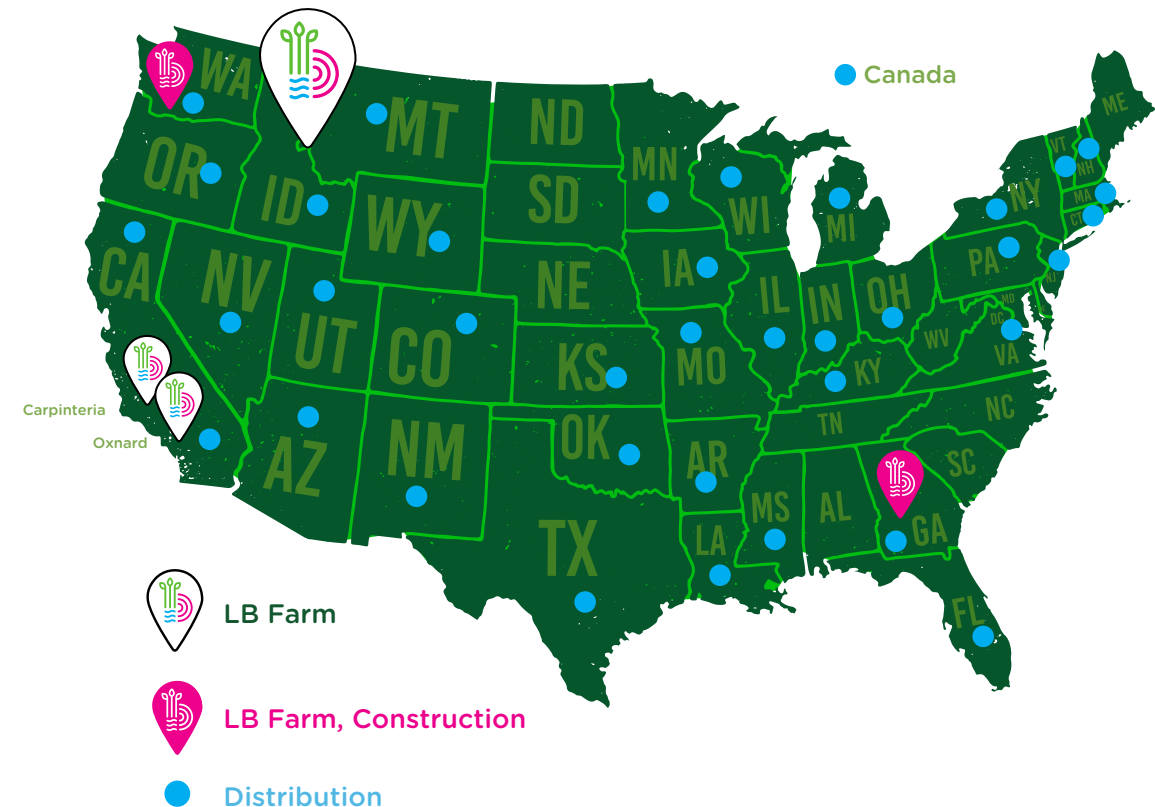 Canada
WA
MT
ND
MN
ME
VT
NH
OR
ID
WY
SD
WI
MI
NY
MA
CT
CA
NV
UT
CO
NE
IA
IL
IN
OH
PA
NJ
MD
DC
WV
VA
KS
MO
KY
Carpinteria
Oxnard
AZ
NM
OK
AR
TN
NC
SC
TX
LA
MS
AL
GA
FL
LB Farm
LB Farm, Construction
Distribution